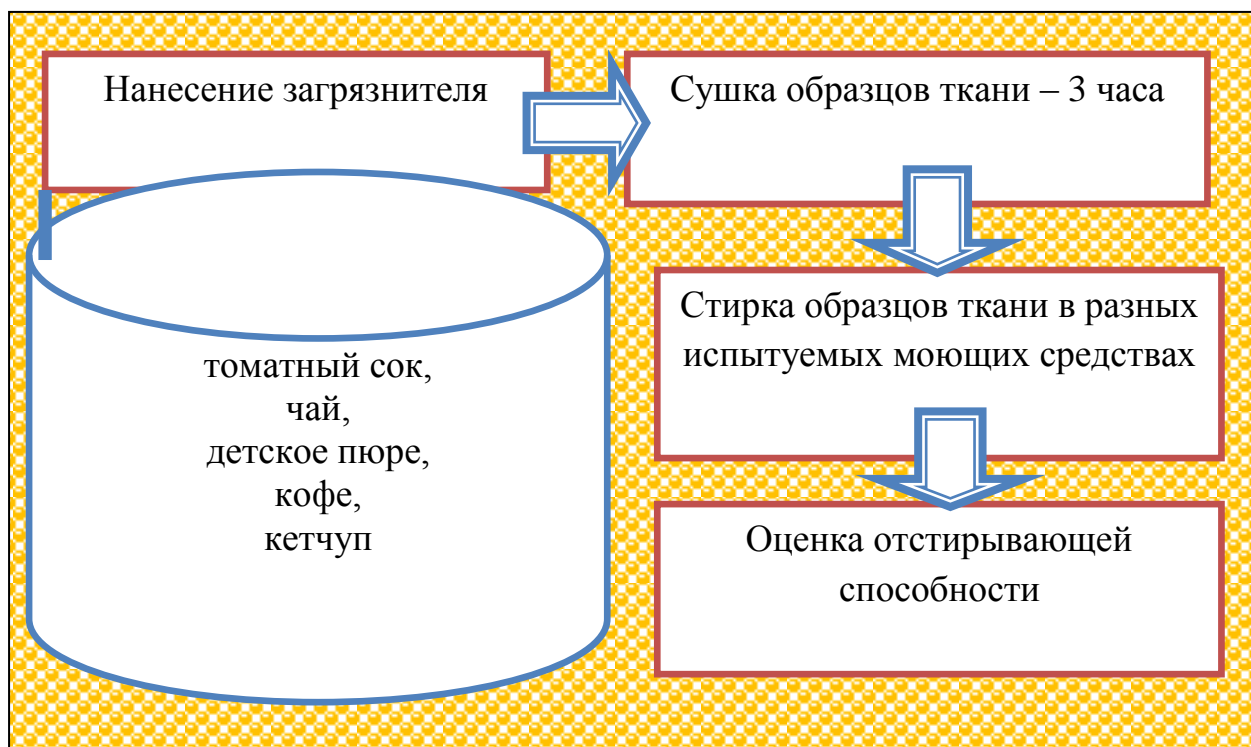 Нанесение загрязнителя
Сушка образцов ткани – 3 часа
томатный сок,
чай,
детское пюре,
кофе,
кетчуп
Стирка образцов ткани в разных
испытуемых моющих средствах
Оценка отстирывающей
способности